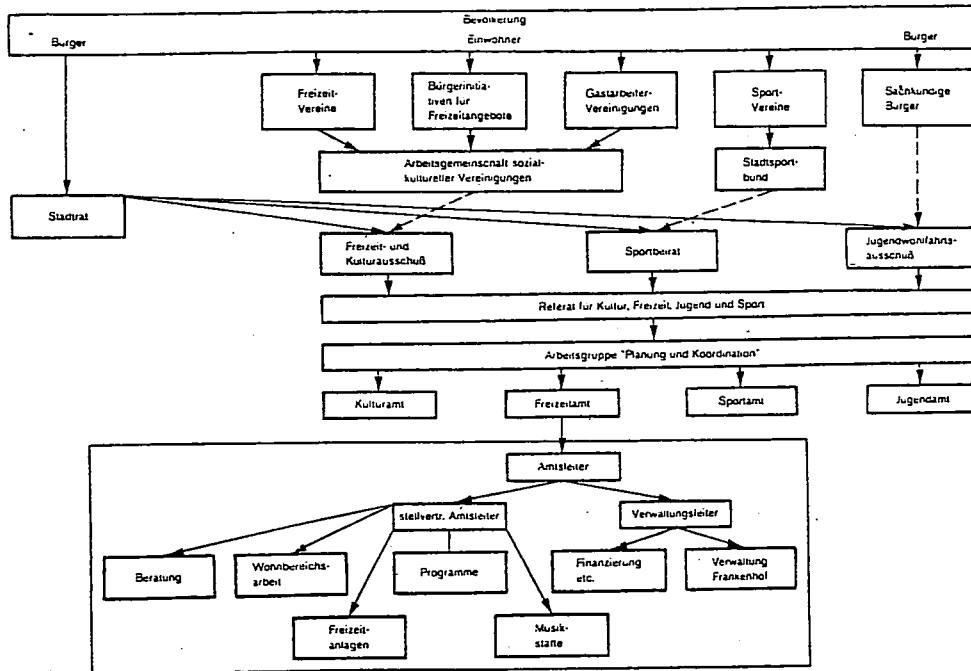 Bevölkerung
Bürger
Einwohner
Bürger
Freizeit-
Vereine
Bürgerinitia-
tiven für
Freizeitangebote
Gastarbeiter-
Vereinigungen
Sport-
Vereine
Sachkundige
Bürger
Arbeitsgemeinschaft sozial-
kultureller Vereinigungen
Stadtsport-
bund
Stadtrat
Freizeit- und
Kulturausschuß
Sportbeirat
Jugendwohlfahrts-
ausschuß
Referat für Kultur, Freizeit, Jugend und Sport
Arbeitsgruppe "Planung und Koordination"
Kulturamt
Freizeitamt
Sportamt
Jugendamt
Amtsleiter
stellvertr. Amtsleiter
Verwaltungsleiter
Beratung
Wohnbereichs-
arbeit
Programme
Finanzierung
etc.
Verwaltung
Frankenhof
Freizeit-
anlagen
Musik-
stätte